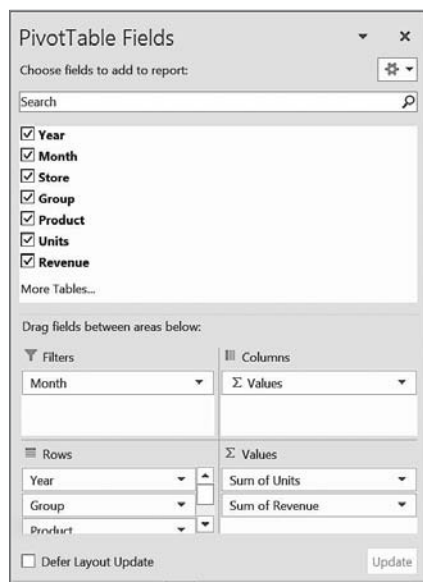 PivotTable Fields
Choose fields to add to report:
Search
Year
Month
Store
Group
Product
Units
Revenue
More Tables...
Drag fields between areas below:
Filters
Columns
Month
Σ Values
Rows
Σ Values
Year
Sum of Units
Group
Sum of Revenue
Product
Defer Layout Update
Update